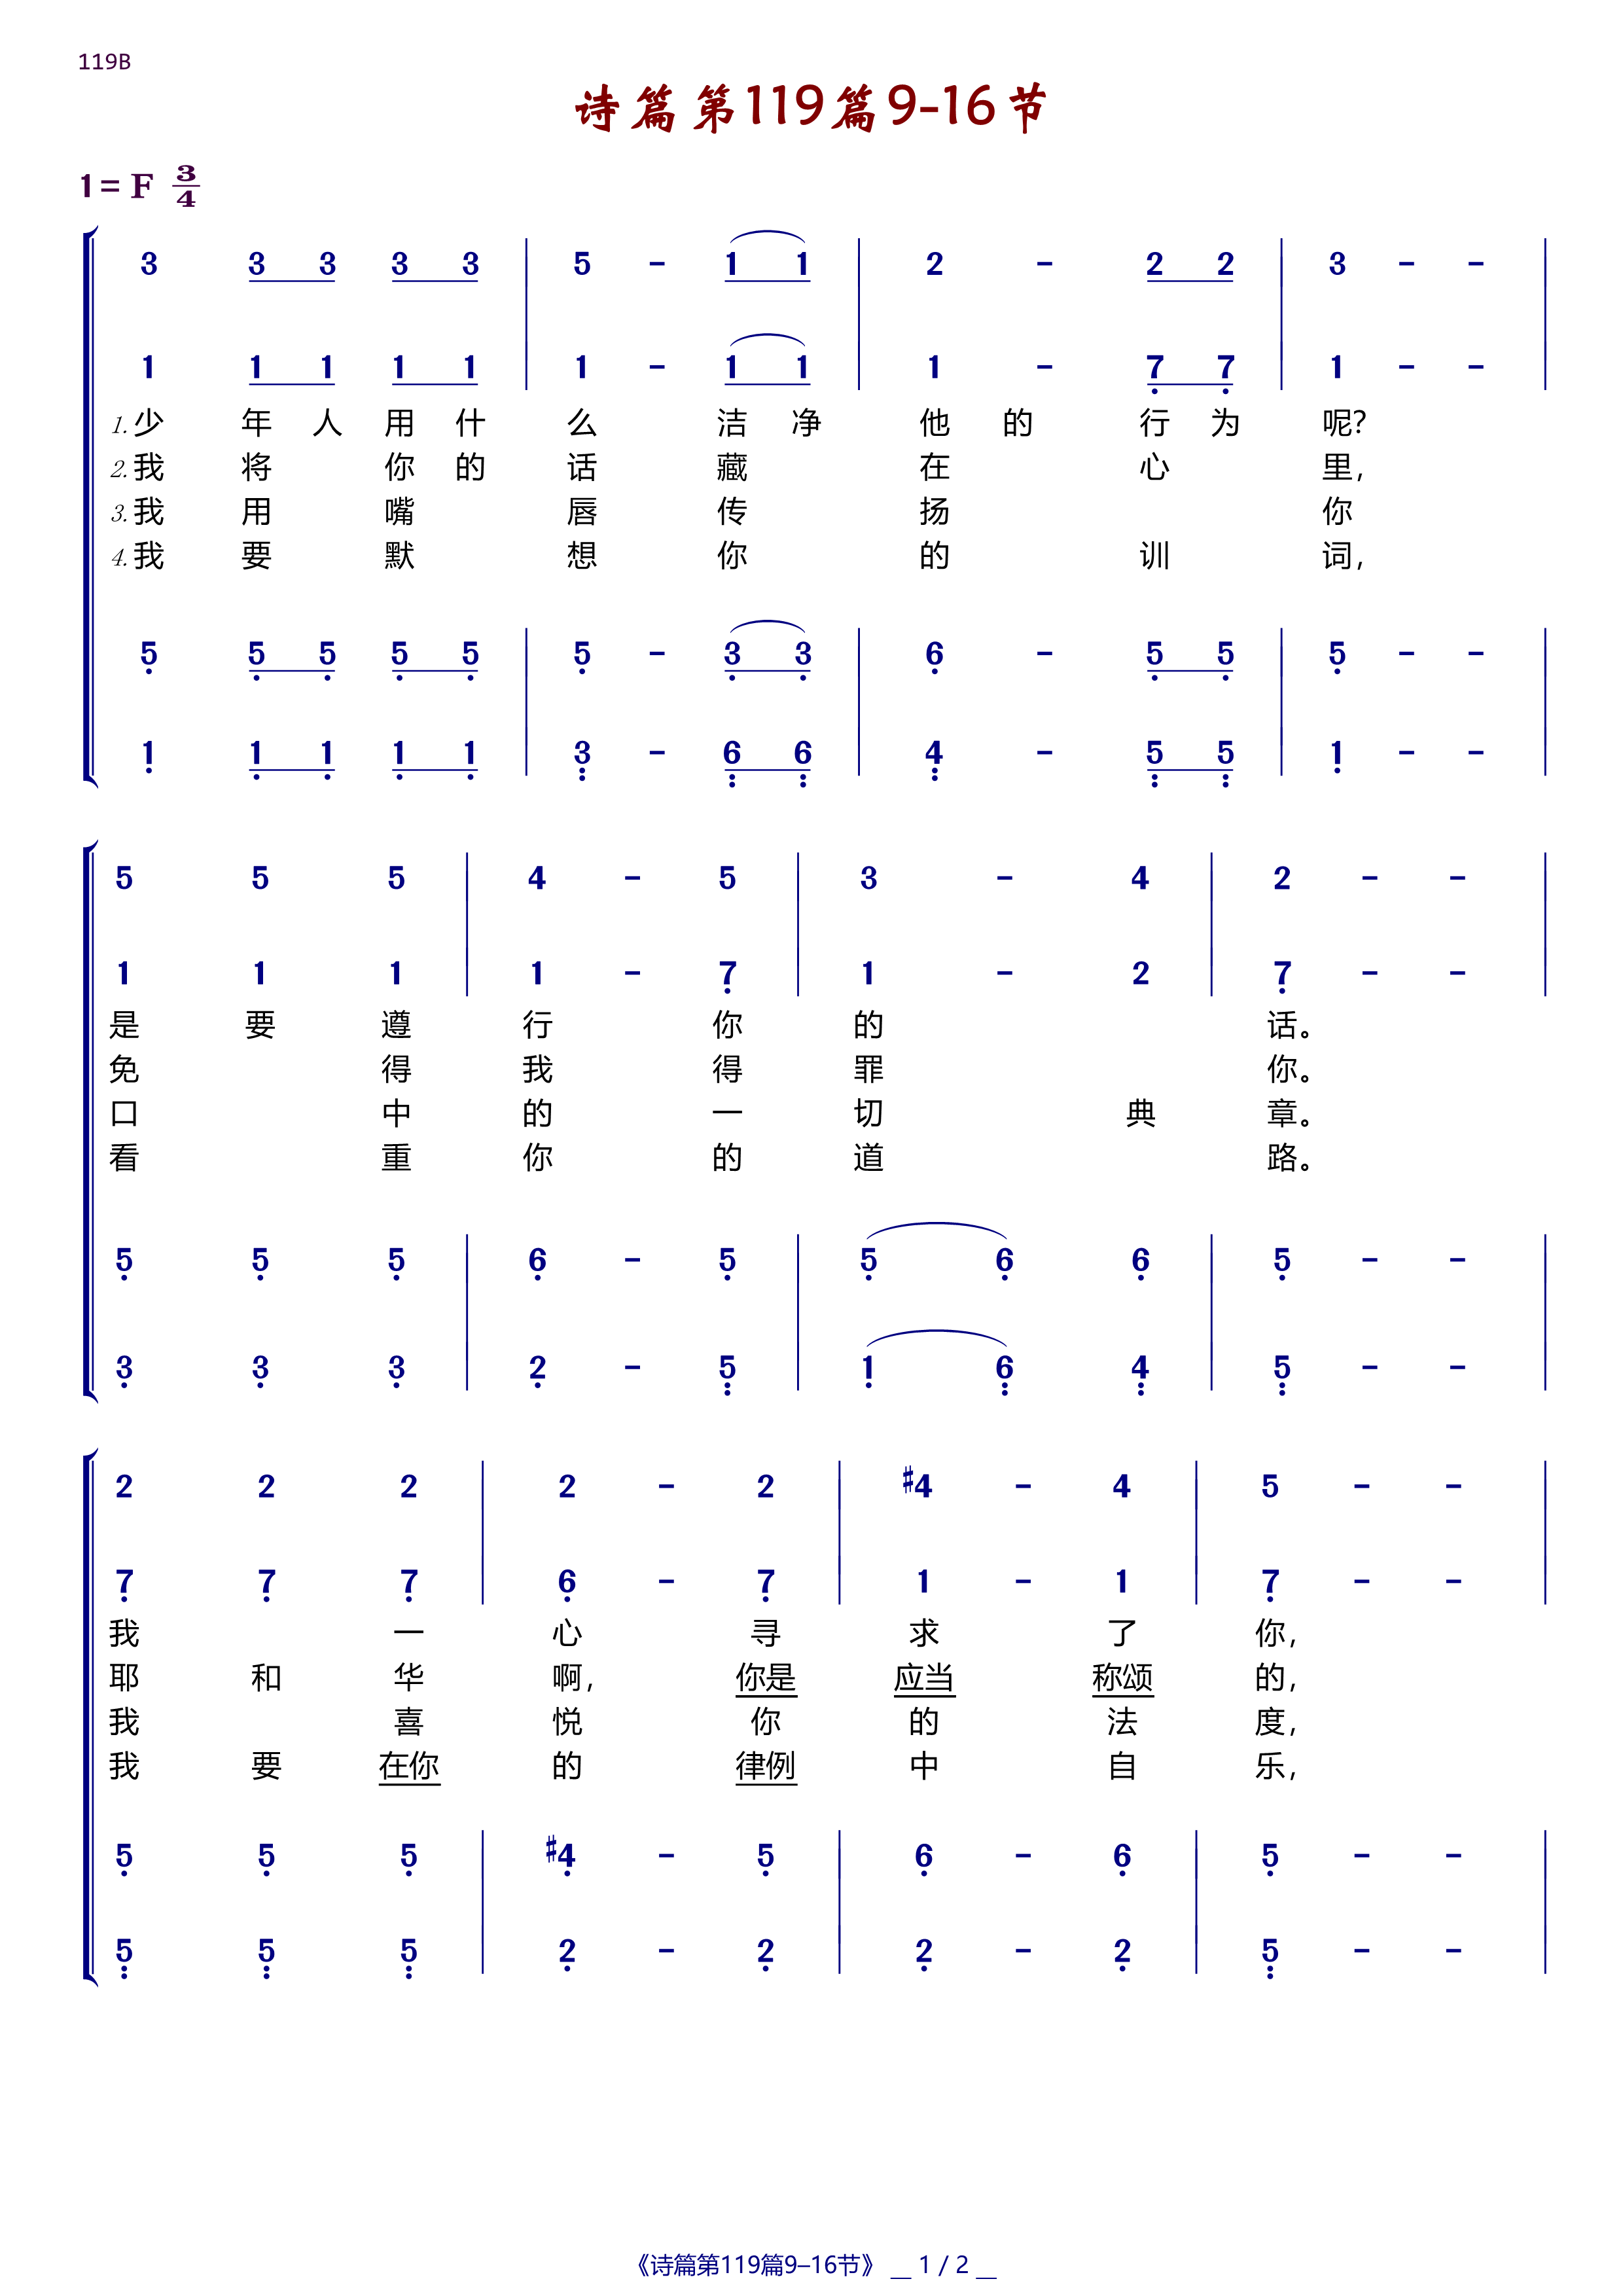 119B
诗篇第119篇9-16节
1= F 3/4
3 3 3 3 3 5 - 1 1 2 - 2 2 3 - -
1 1 1 1 1 1 - 1 1 1 - 7 7 1 - -
1. 少年人用什么洁净他的行为呢?
2. 我将你的话藏在心里,
3. 我用嘴唇传扬你
4. 我要默想你的训词,
5 5 5 5 5 5 - 3 3 6 - 5 5 5 - -
1 1 1 1 1 3 - 6 6 4 - 5 5 1 - -
5 5 5 4 - 5 3 - 4 2 - -
1 1 1 1 - 7 1 - 2 7 - -
是要遵行你的话。
免得我得罪你。
口中的一切典章。
看重你的道路。
5 5 5 6 - 5 5 6 6 5 - -
3 3 3 2 - 5 1 6 4 5 - -
2 2 2 2 - 2 #4 - 4 5 - -
7 7 7 6 - 7 1 - 1 7 - -
我一心寻求了你,
耶和华啊,你是应当称颂的,
我喜悦你的法度,
我要在你的律例中自乐,
5 5 5 #4 - 5 6 - 6 5 - -
5 5 5 2 - 2 2 - 2 5 - -
《诗篇第119篇9–16节》 __ 1 / 2 __